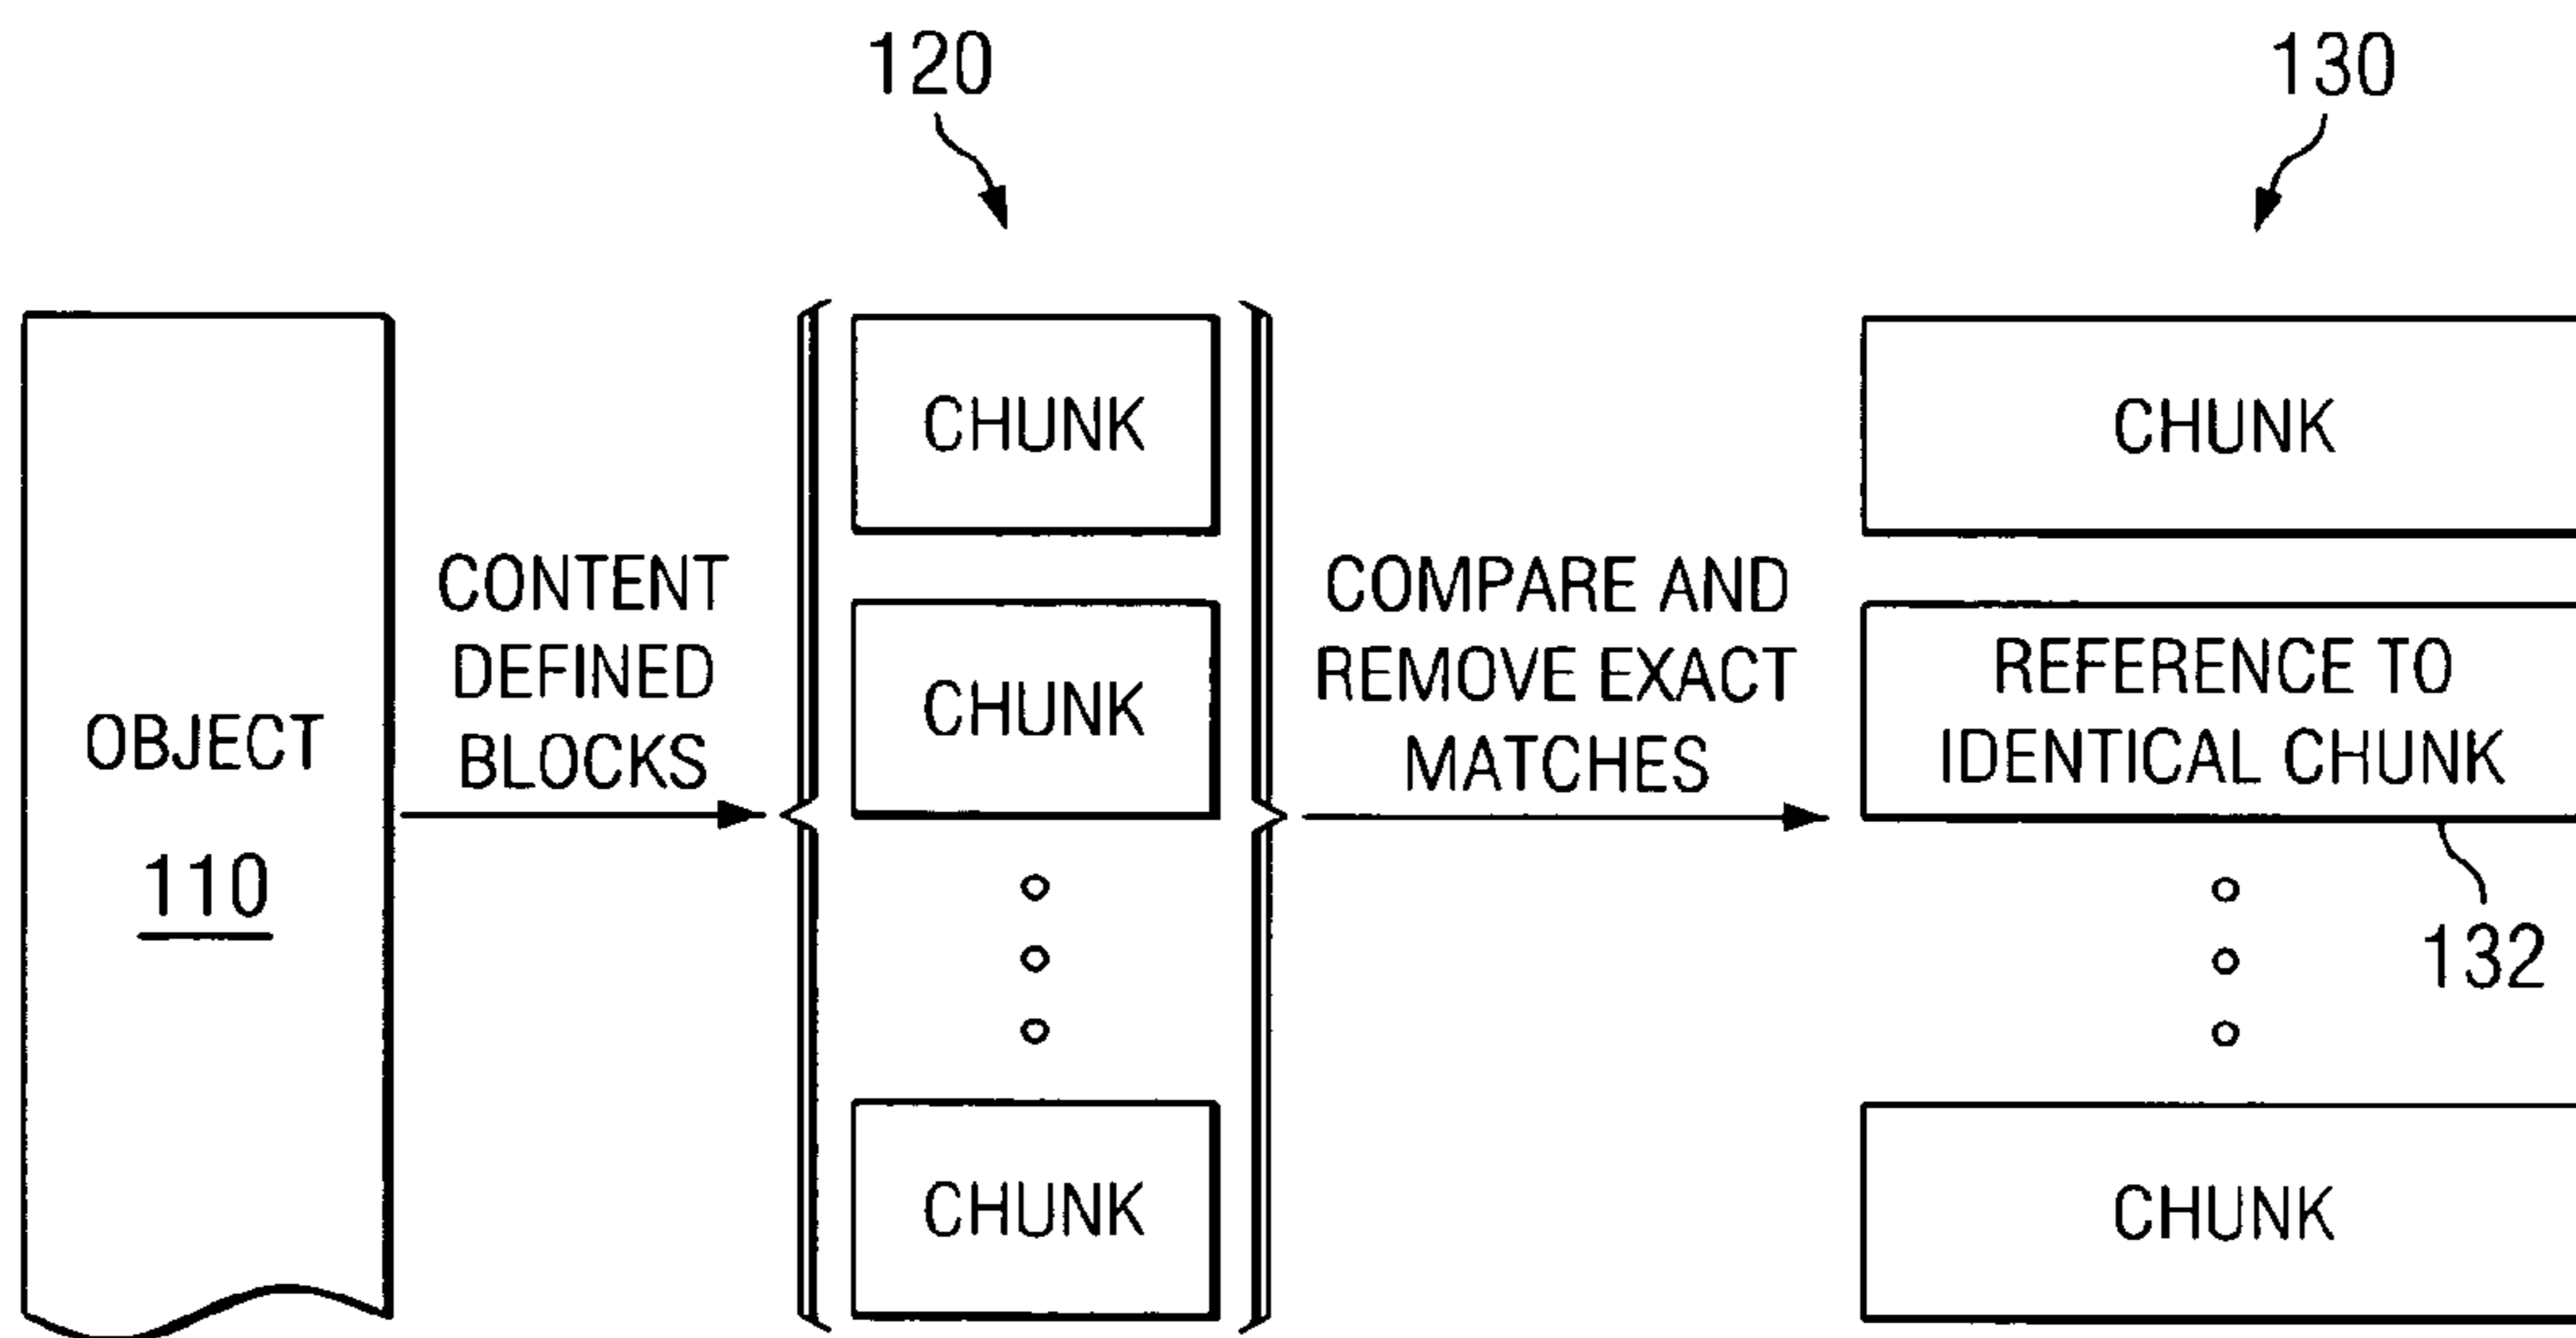 120
130
OBJECT
110
CONTENT
DEFINED
BLOCKS
CHUNK
CHUNK
CHUNK
COMPARE AND
REMOVE EXACT
MATCHES
CHUNK
REFERENCE TO
IDENTICAL CHUNK
132
CHUNK